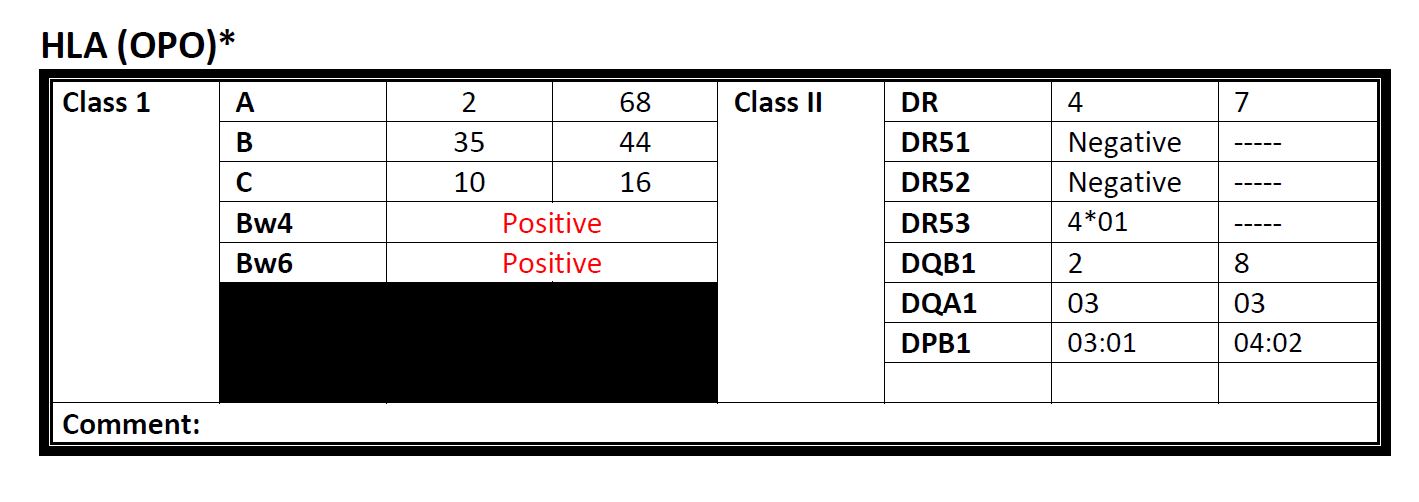 HLA (OPO)*
Class 1 A 2 68 Class II DR 4 7
B 35 44 DR51 Negative -----
C 10 16 DR52 Negative -----
Bw4 Positive DR53 4*01 -----
Bw6 Positive DQB1 2 8
DQA1 03 03
DPB1 03:01 04:02
Comment: